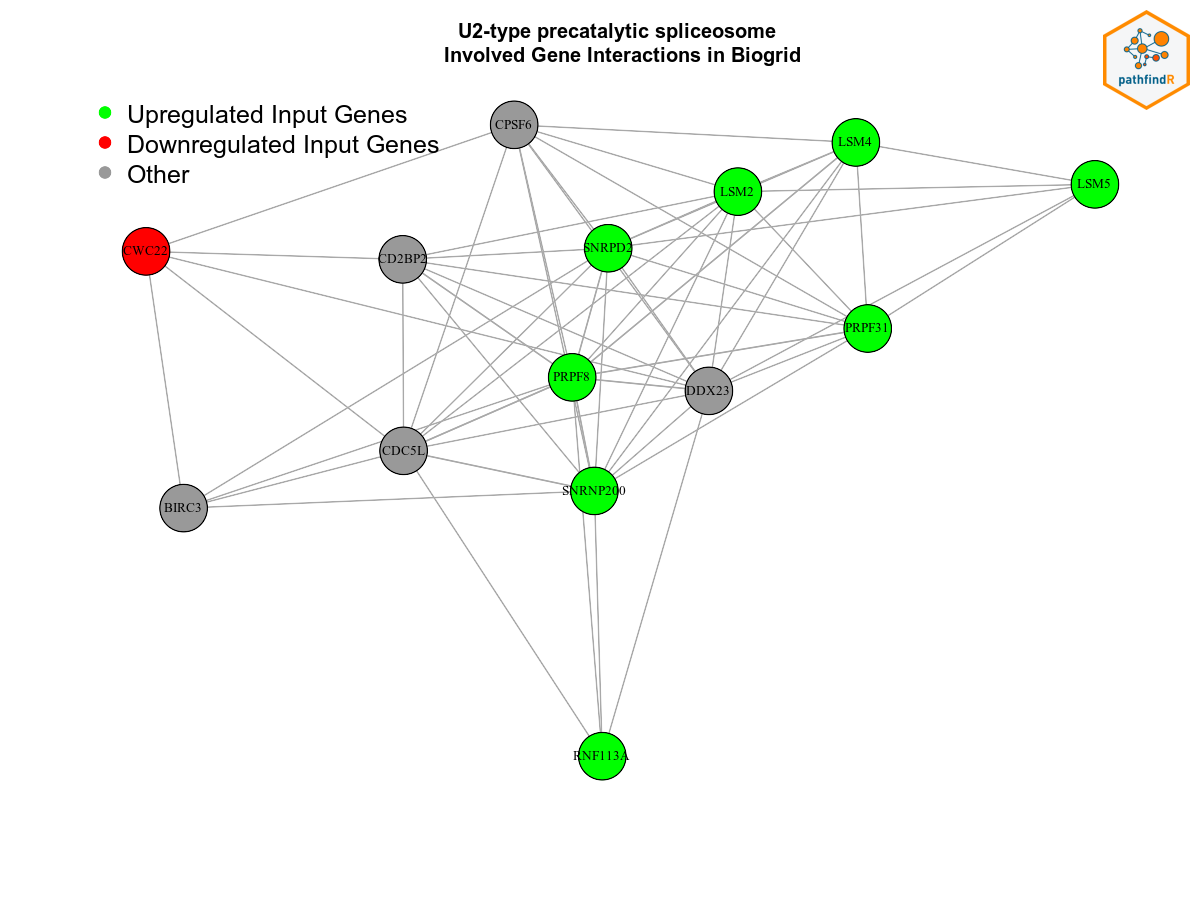 U2-type precatalytic spliceosome
Involved Gene Interactions in Biogrid
pathfindR
Upregulated Input Genes
Downregulated Input Genes
Other
CPSF6
LSM4
LSM2
LSM5
CWC22
CD2BP2
SNRPD2
PRPF31
PRPF8
DDX23
CDC5L
SNRNP200
BIRC3
RNF113A